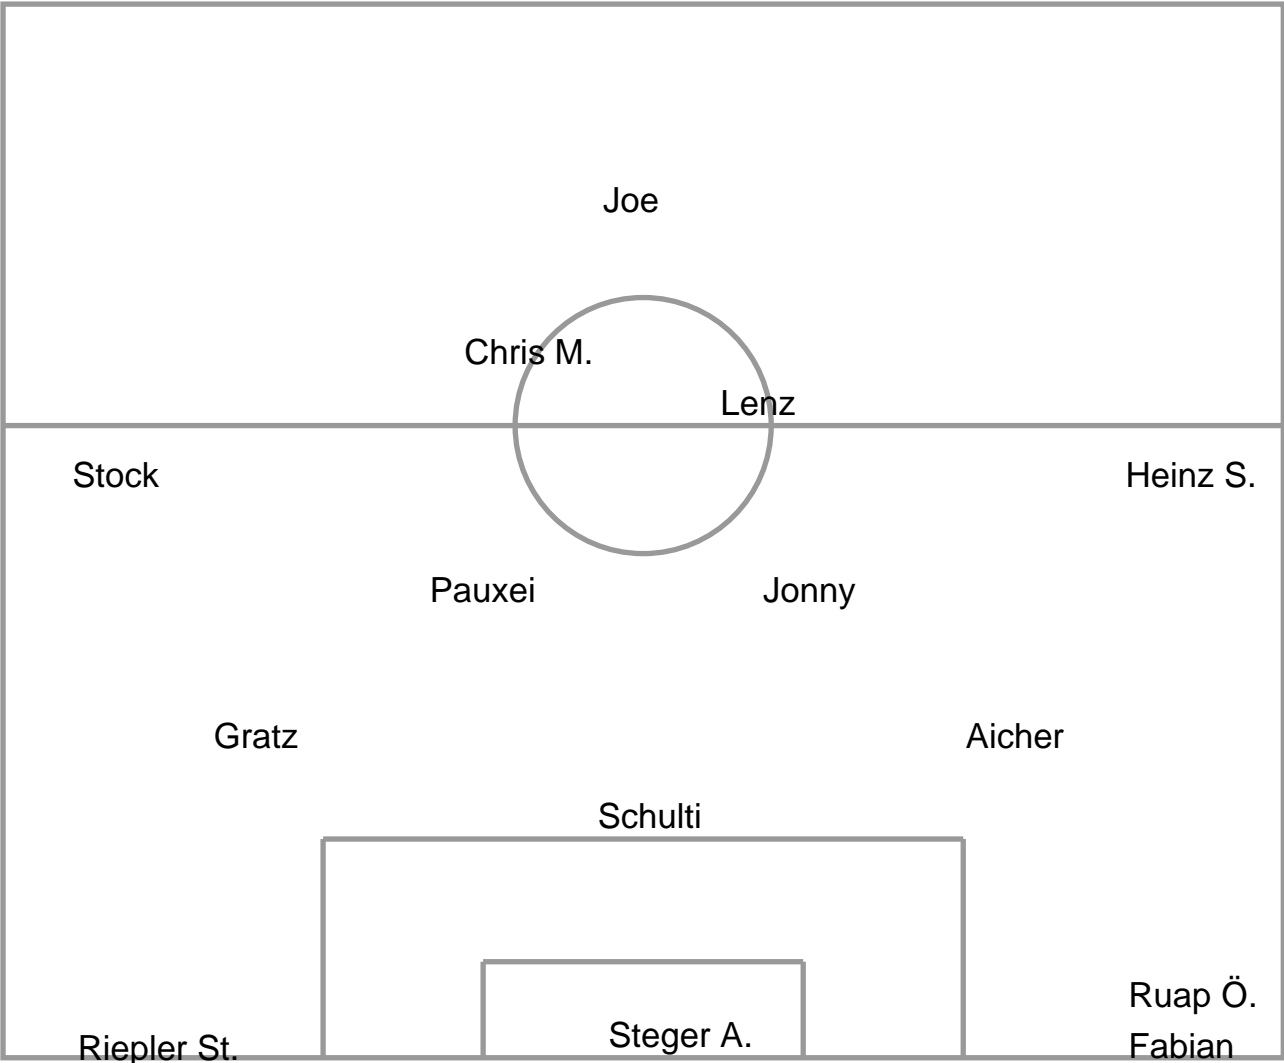 Joe
Chris M.
Lenz
Stock
Heinz S.
Pauxei
Jonny
Gratz
Aicher
Schulti
Ruap Ö.
Steger A.
Riepler St.
Fabian